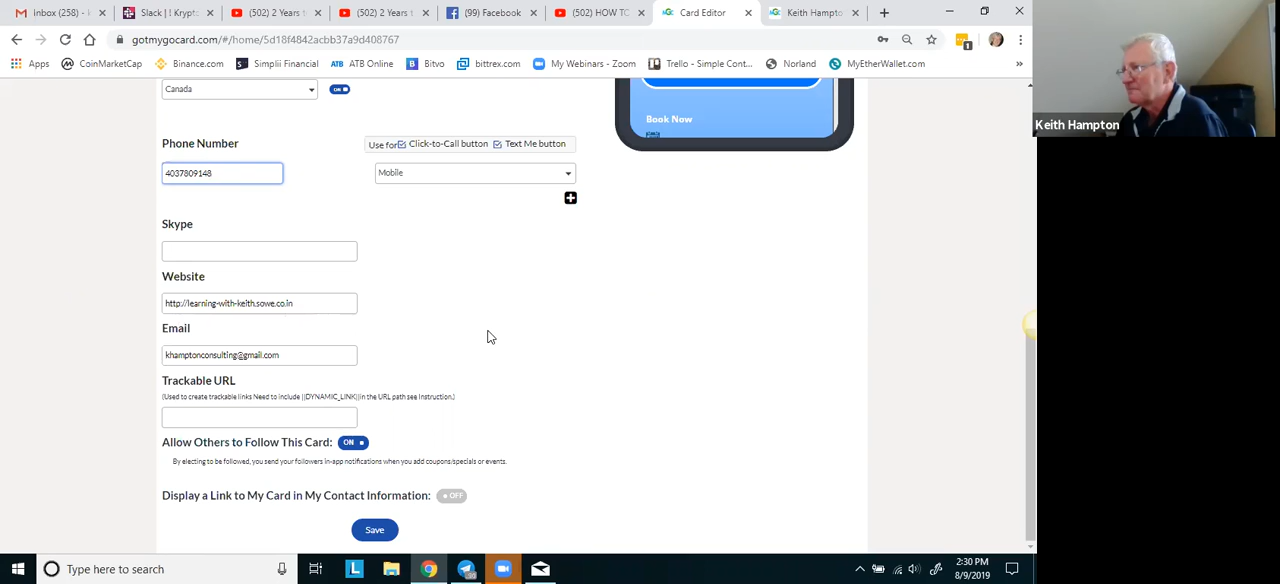 Inbox (258) - k
Slack | ! Krypto
(502) 2 Years t
(502) 2 Years t
(99) Facebook
(502) HOW TO
Card Editor
Keith Hampto
gotmygocard.com/#/home/5d18f4842acbb37a9d408767
Apps
CoinMarketCap
Binance.com
Simplii Financial
ATB Online
Bitvo
bittrex.com
My Webinars - Zoom
Trello - Simple Cont...
Norland
MyEtherWallet.com
Canada
ON
Book Now
Keith Hampton
Phone Number
Use for Click-to-Call button Text Me button
4037809148
Mobile
Skype
Website
http://learning-with-keith.sowe.co.in
Email
khamptonconsulting@gmail.com
Trackable URL
(Used to create trackable links Need to include ||DYNAMIC_LINK||in the URL path see Instruction.)
Allow Others to Follow This Card: ON
By electing to be followed, you send your followers in-app notifications when you add coupons/specials or events.
Display a Link to My Card in My Contact Information: OFF
Save
Type here to search
2:30 PM
8/9/2019